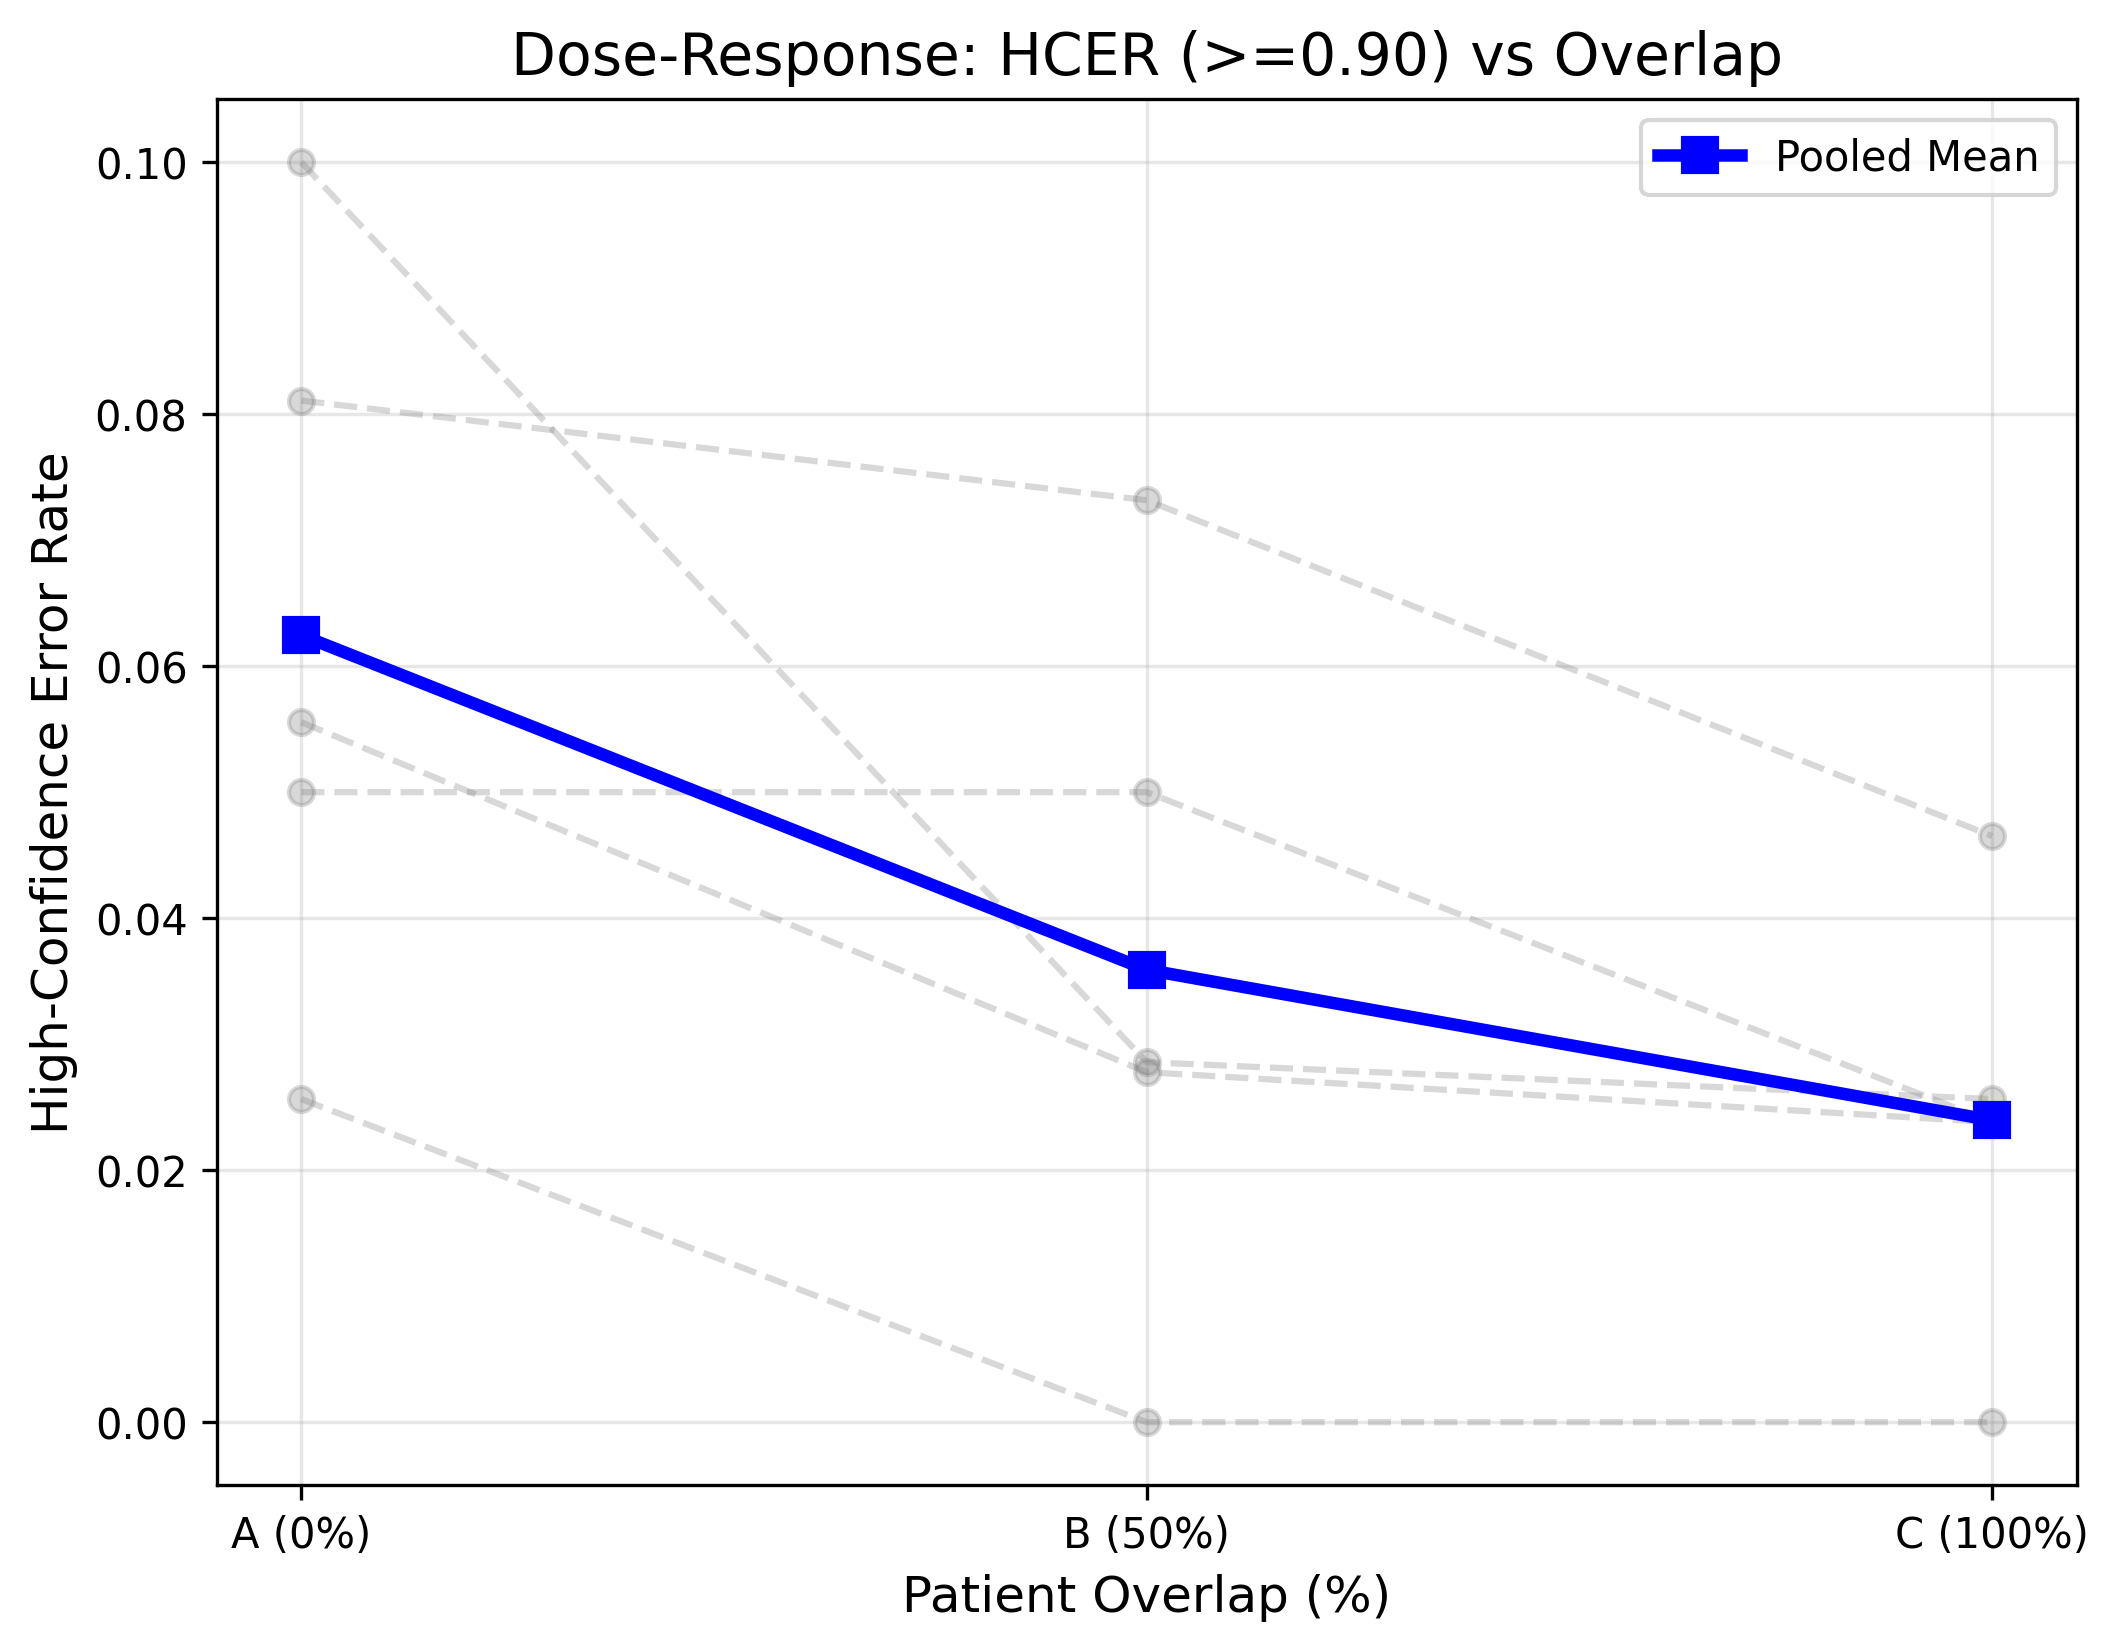 Dose-Response: HCER (>=0.90) vs Overlap
Pooled Mean
High-Confidence Error Rate
0.10
0.08
0.06
0.04
0.02
0.00
A (0%)
B (50%)
C (100%)
Patient Overlap (%)